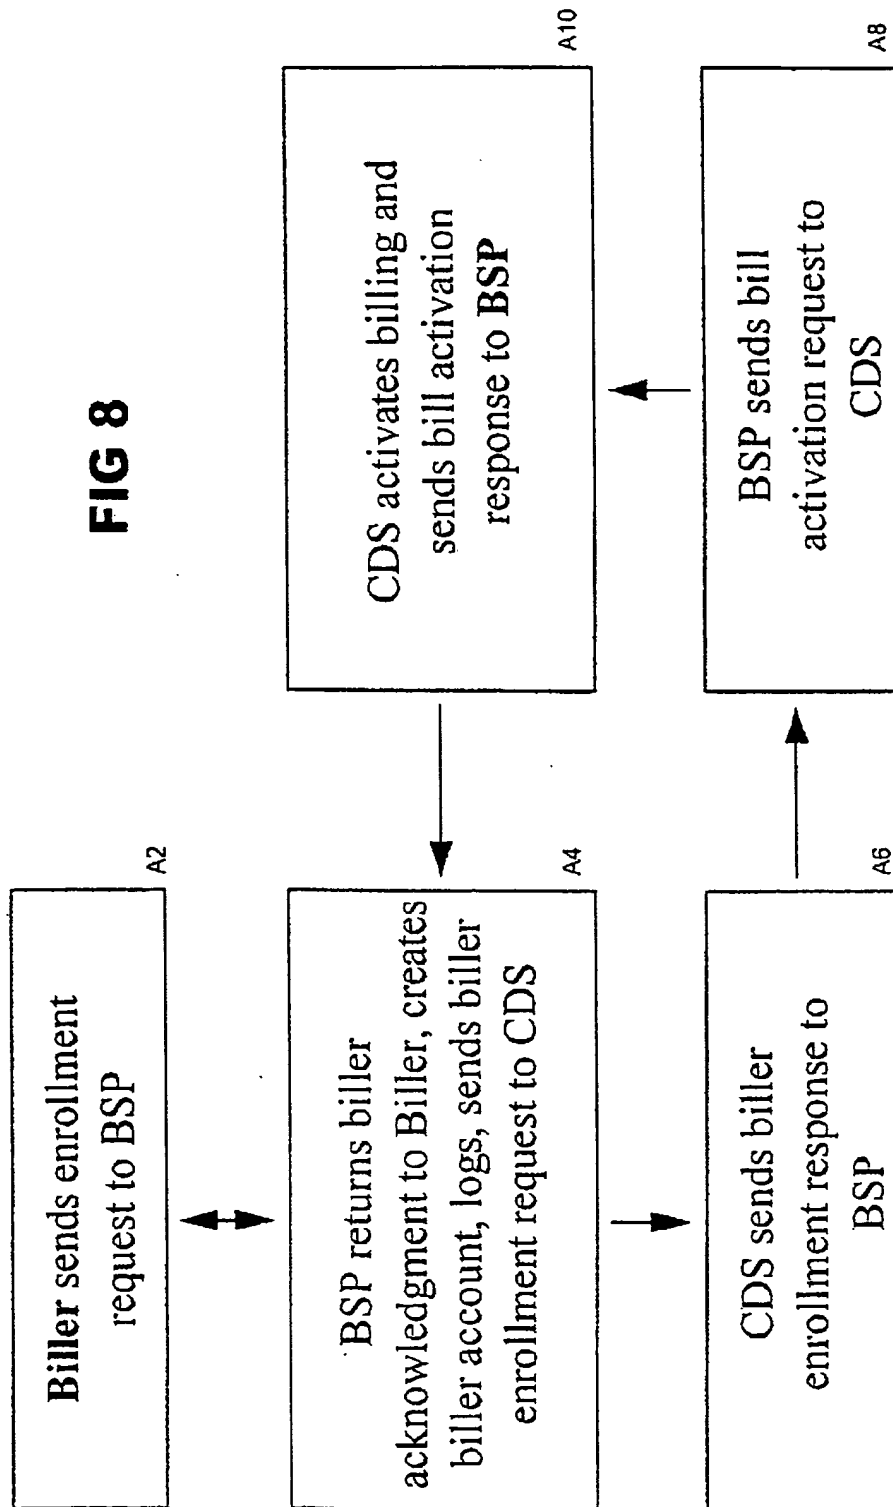 FIG 8
Biller sends enrollment
request to BSP
A2
BSP returns biller
acknowledgment to Biller, creates
biller account, logs, sends biller
enrollment request to CDS
A4
CDS sends biller
enrollment response to
BSP
A6
BSP sends bill
activation request to
CDS
A8
CDS activates billing and
sends bill activation
response to BSP
A10